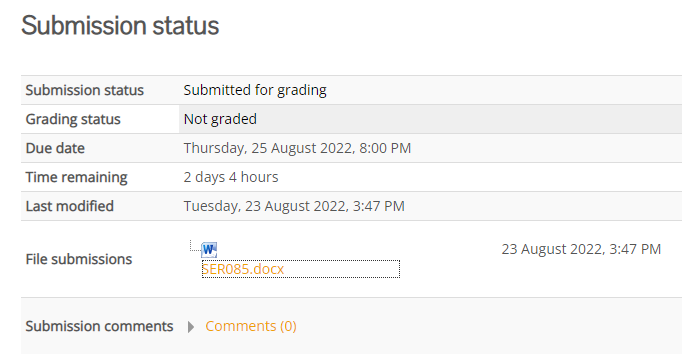 Submission status
Submission status Submitted for grading
Grading status Not graded
Due date Thursday, 25 August 2022, 8:00 PM
Time remaining 2 days 4 hours
Last modified Tuesday, 23 August 2022, 3:47 PM
File submissions W SER085.docx 23 August 2022, 3:47 PM
Submission comments Comments (0)